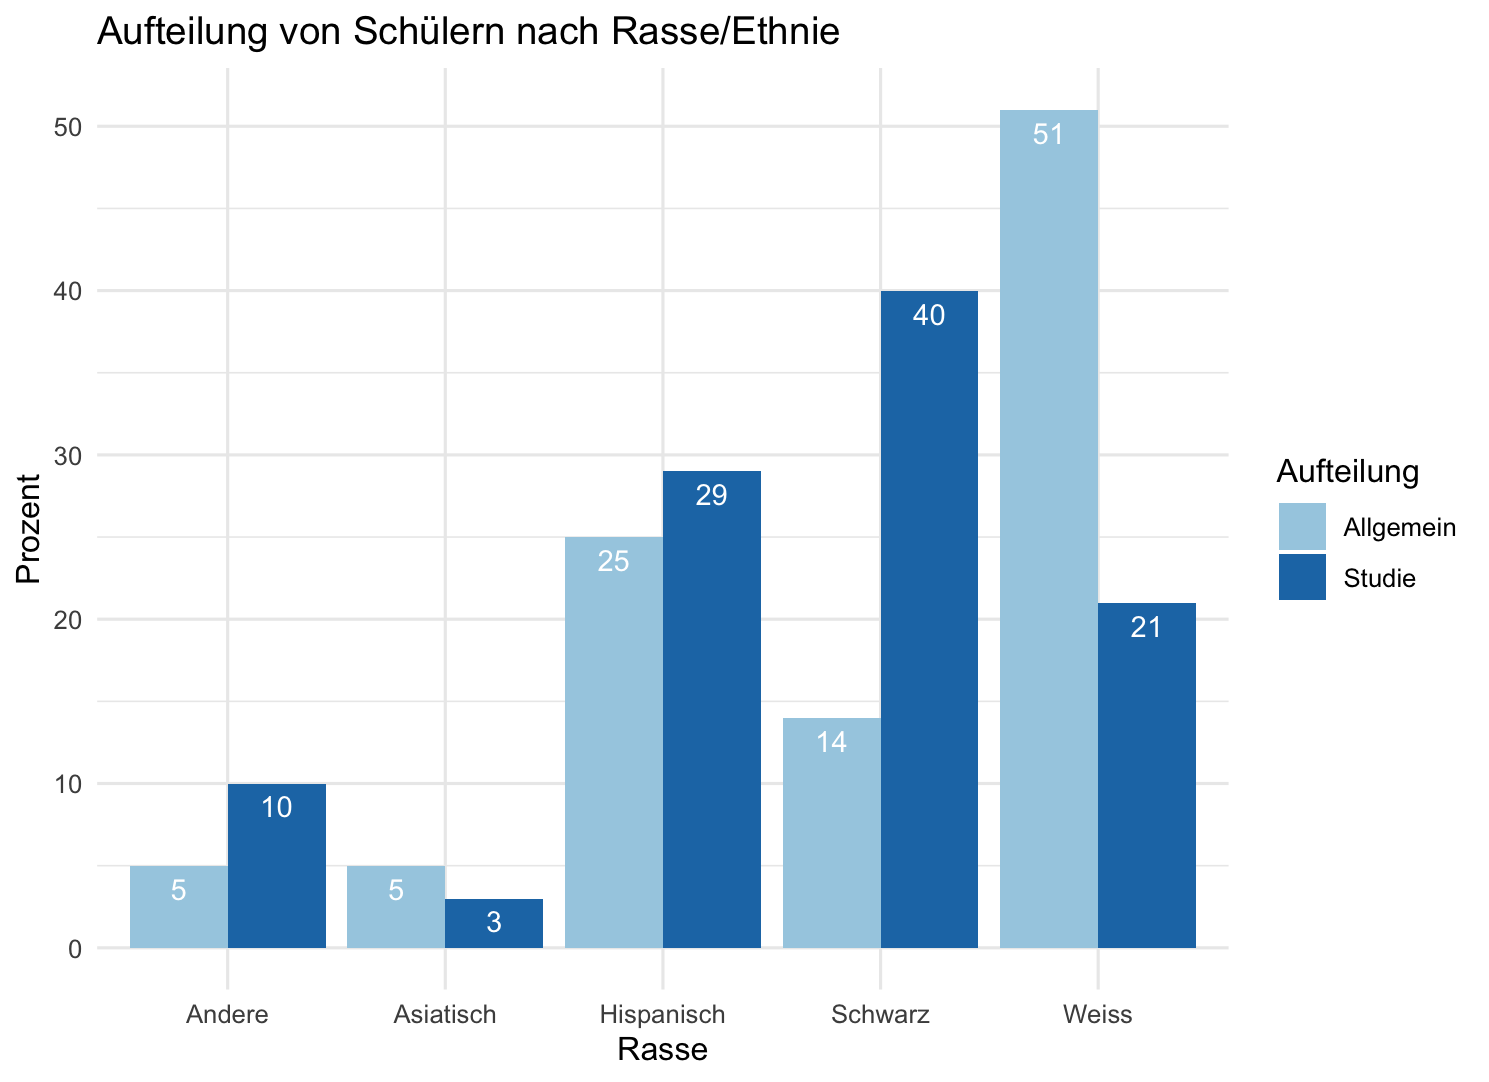 Aufteilung von Schülern nach Rasse/Ethnie
Prozent
50
40
30
20
10
0
5
10
5
3
25
29
14
40
51
21
Andere
Asiatisch
Hispanisch
Schwarz
Weiss
Rasse
Aufteilung
Allgemein
Studie